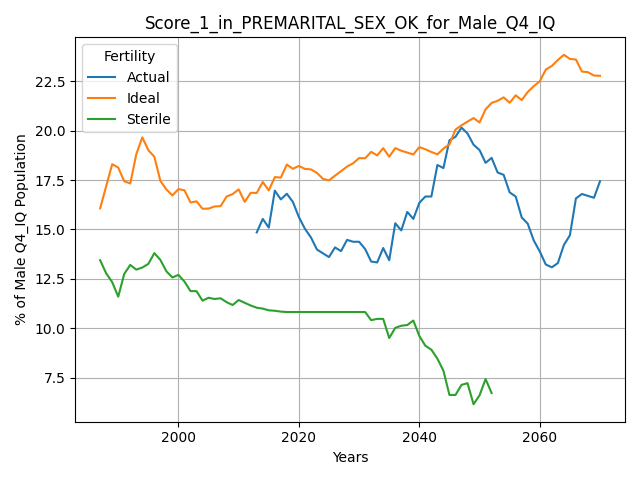 Score_1_in_PREMARITAL_SEX_OK_for_Male_Q4_IQ
Fertility
Actual
Ideal
Sterile
% of Male Q4_IQ Population
22.5
20.0
17.5
15.0
12.5
10.0
7.5
2000
2020
2040
2060
Years